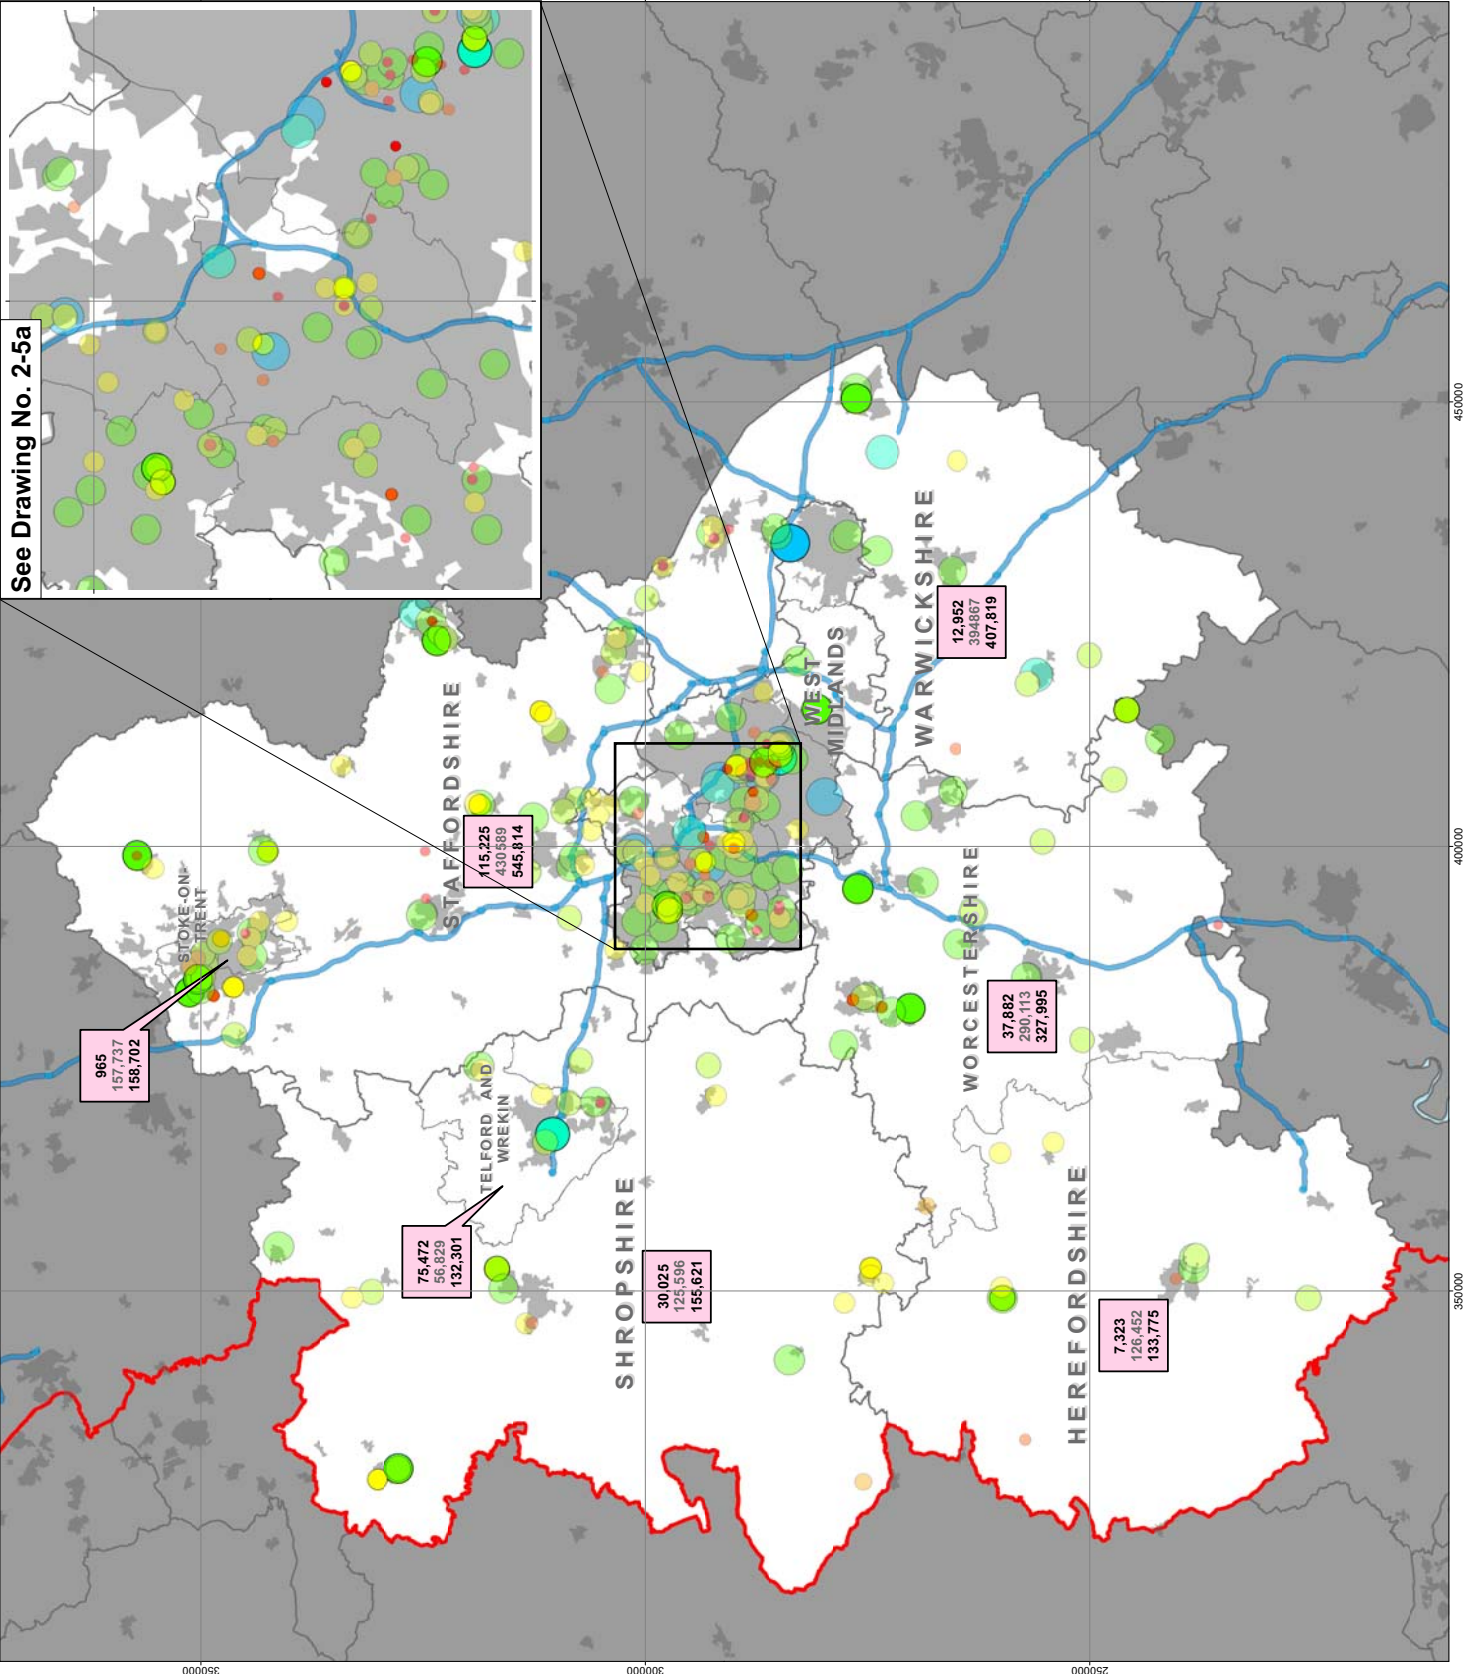 See Drawing No. 2-5a
STOKE-ON-
TRENT
965
157,737
158,702
STAFFORDSHIRE
115,225
430589
545,814
TELFORD AND
WREKIN
75,472
56,829
132,301
SHROPSHIRE
30,025
125,596
155,621
WEST
MIDLANDS
WARWICKSHIRE
12,952
394867
407,819
WORCESTERSHIRE
37,882
290,113
327,995
HEREFORDSHIRE
7,323
126,452
133,775
450000
400000
350000
350000
300000
250000